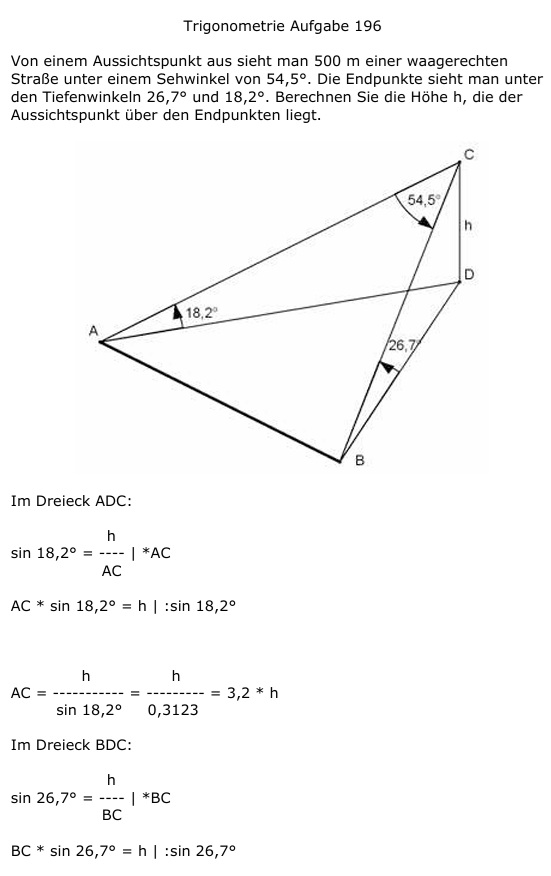 Trigonometrie Aufgabe 196
Von einem Aussichtspunkt aus sieht man 500 m einer waagerechten
Straße unter einem Sehwinkel von 54,5°. Die Endpunkte sieht man unter
den Tiefenwinkeln 26,7° und 18,2°. Berechnen Sie die Höhe h, die der
Aussichtspunkt über den Endpunkten liegt.
C
54,5°
h
D
18,2°
A
26,7°
B
Im Dreieck ADC:
h
sin 18,2° = ---- | *AC
AC
AC * sin 18,2° = h | :sin 18,2°
h h
AC = ----------- = --------- = 3,2 * h
sin 18,2° 0,3123
Im Dreieck BDC:
h
sin 26,7° = ---- | *BC
BC
BC * sin 26,7° = h | :sin 26,7°